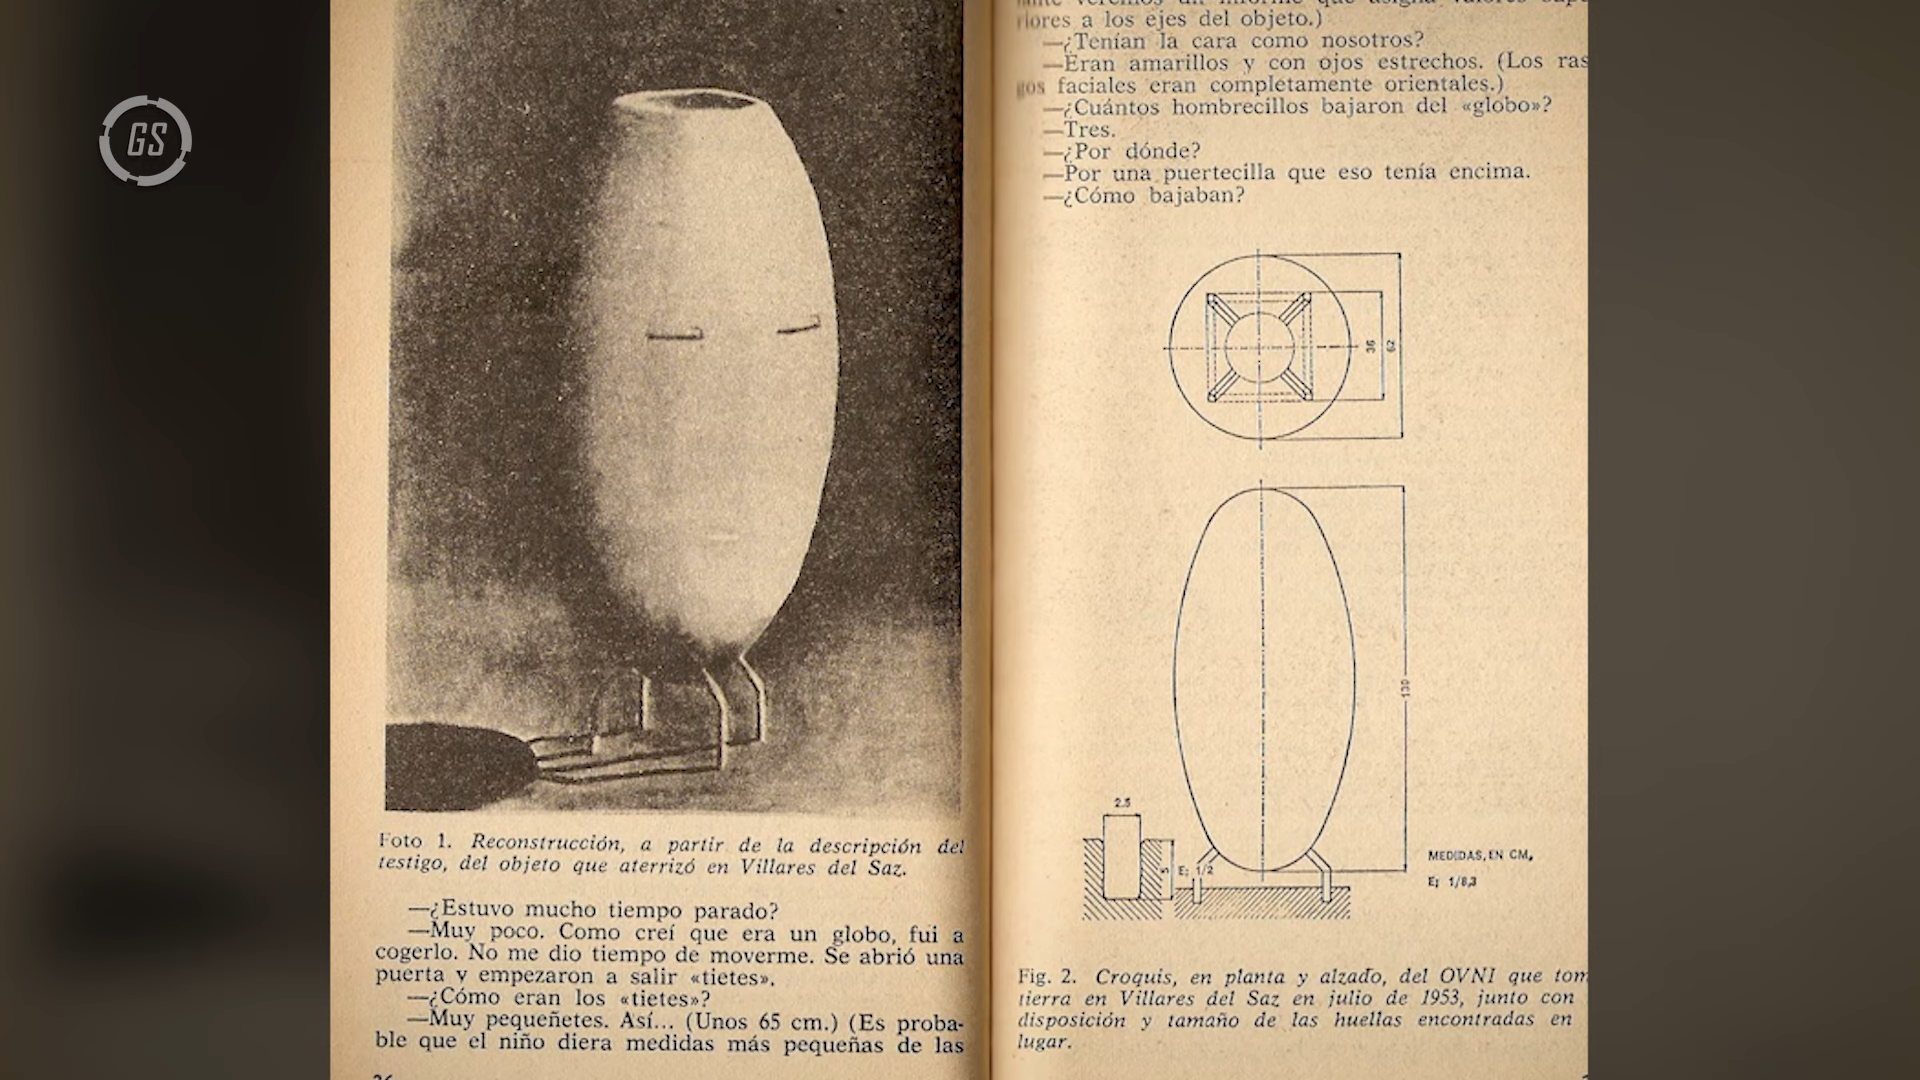 GS
Foto 1. Reconstrucción, a partir de la descripción del
testigo, del objeto que aterrizó en Villares del Saz.
—¿Estuvo mucho tiempo parado?
—Muy poco. Como creí que era un globo, fui a
cogerlo. No me dio tiempo de moverme. Se abrió una
puerta y empezaron a salir «tietes».
—¿Cómo eran los «tietes»?
—Muy pequeñetes. Así... (Unos 65 cm.) (Es proba-
ble que el niño diera medidas más pequeñas de las
veremos un informe que asigna valores
riores a los ejes del objeto.)
—¿Tenían la cara como nosotros?
—Eran amarillos y con ojos estrechos. (Los ras
gos faciales eran completamente orientales.)
—¿Cuántos hombrecillos bajaron del «globo»?
—Tres.
—¿Por dónde?
—Por una puertecilla que eso tenía encima.
—¿Cómo bajaban?
36
62
130
2.5
5
E; 1/2
MEDIDAS, EN CM,
E; 1/8,3
Fig. 2. Croquis, en planta y alzado, del OVNI que tom
tierra en Villares del Saz en julio de 1953, junto con
disposición y tamaño de las huellas encontradas en
lugar.